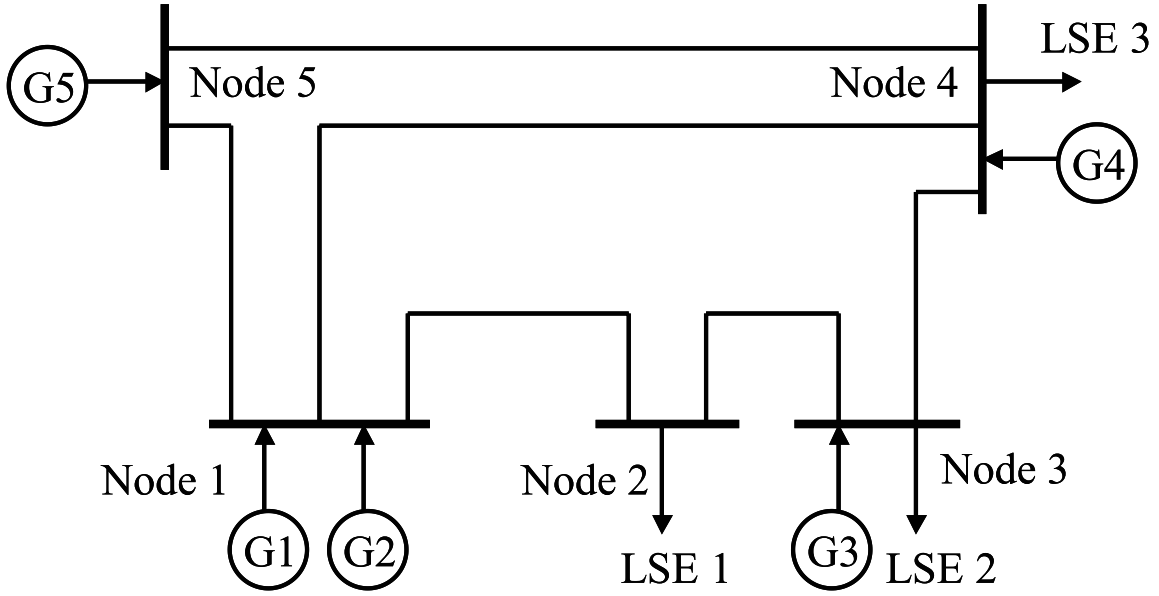 LSE 3
G5
Node 5
Node 4
G4
Node 1
Node 2
Node 3
G1
G2
LSE 1
G3
LSE 2